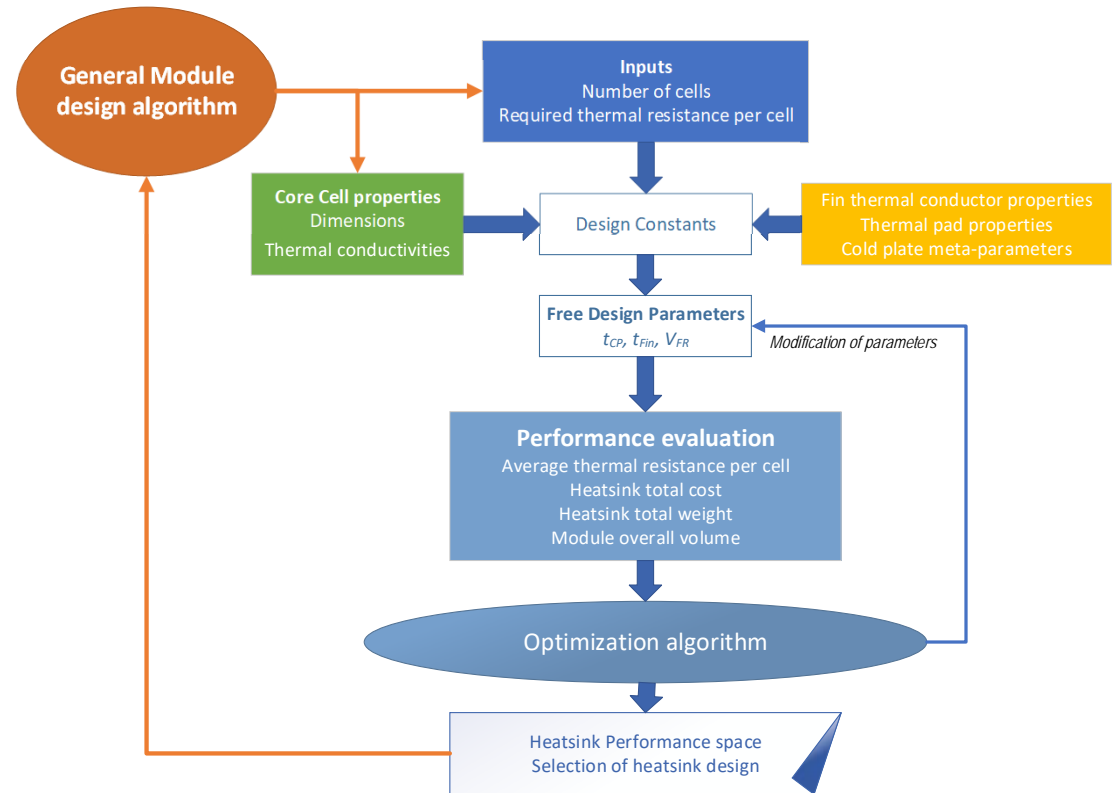 General Module
design algorithm
Inputs
Number of cells
Required thermal resistance per cell
Core Cell properties
Dimensions
Thermal conductivities
Design Constants
Fin thermal conductor properties
Thermal pad properties
Cold plate meta-parameters
Free Design Parameters
t_CP, t_Fin, V_FR
Modification of parameters
Performance evaluation
Average thermal resistance per cell
Heatsink total cost
Heatsink total weight
Module overall volume
Optimization algorithm
Heatsink Performance space
Selection of heatsink design